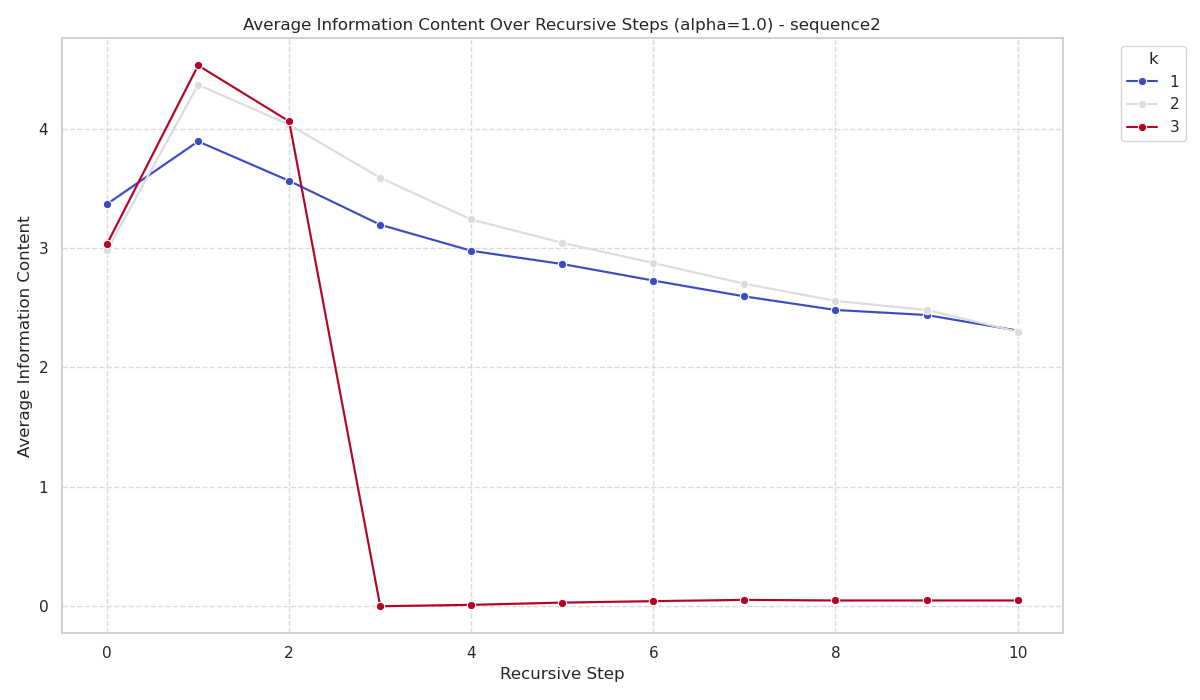 Average Information Content Over Recursive Steps (alpha=1.0) - sequence2
k
1
2
3
Average Information Content
4
3
2
1
0
0 2 4 6 8 10
Recursive Step